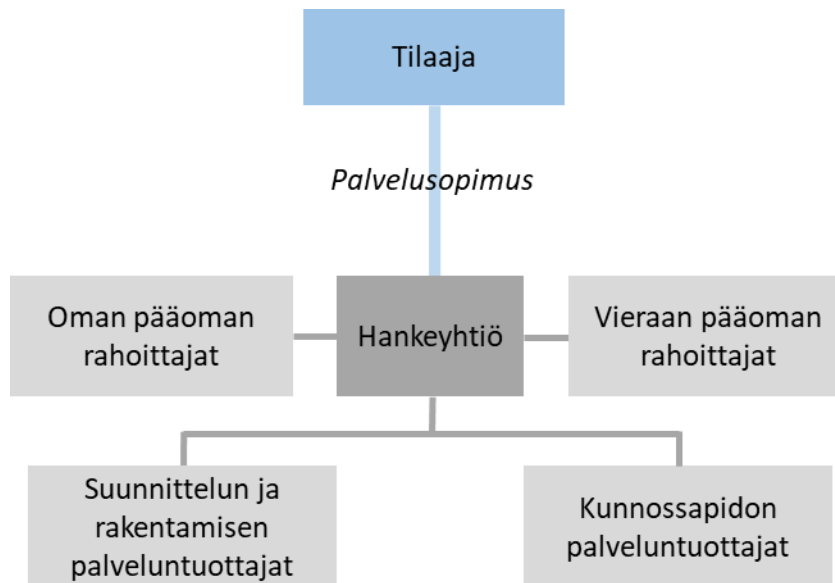 Tilaaja
Palvelusopimus
Oman pääoman
rahoittajat
Hankeyhtiö
Vieraan pääoman
rahoittajat
Suunnittelun ja
rakentamisen
palveluntuottajat
Kunnossapidon
palveluntuottajat